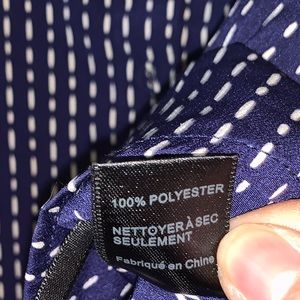 100% POLYESTER
NETTOYER À SEC
SEULEMENT
Fabriqué en Chine